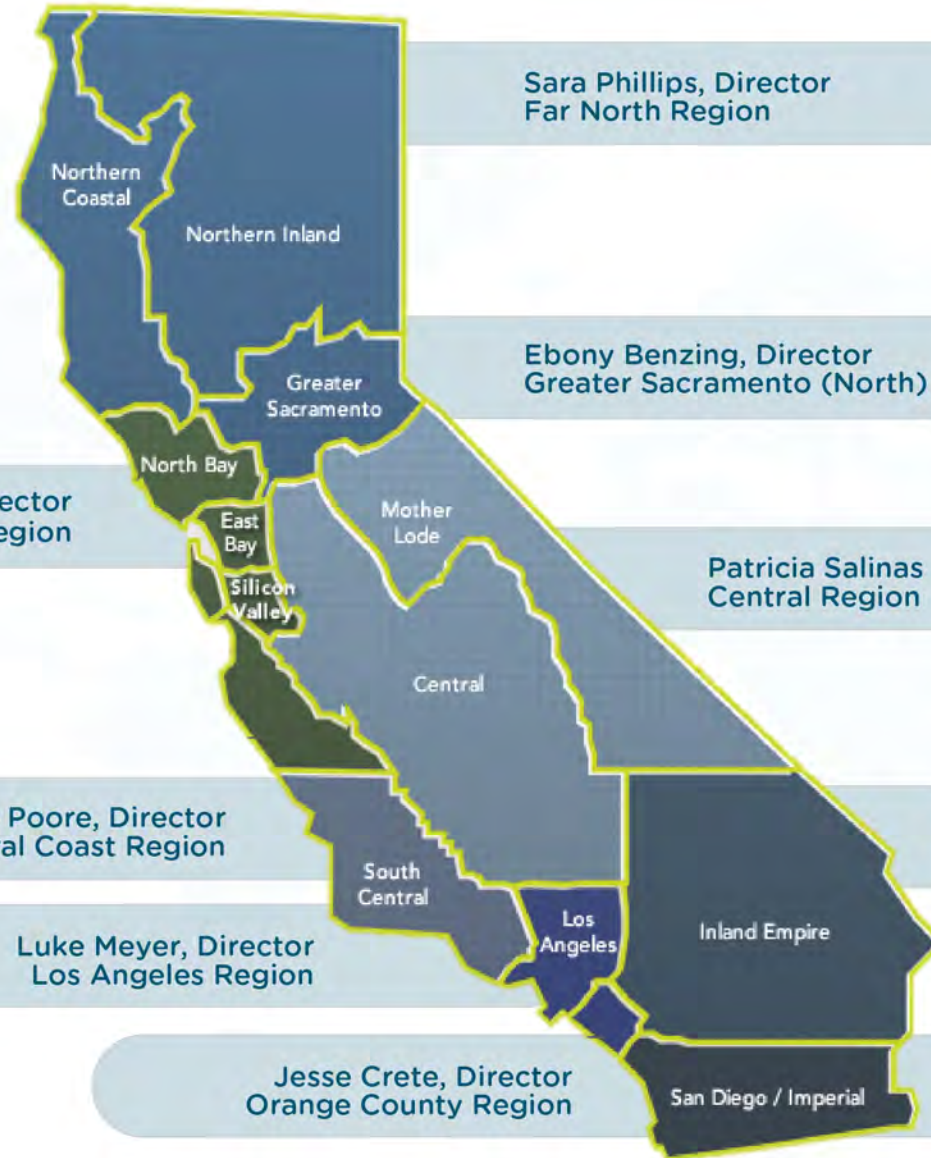 Sara Phillips, Director
Far North Region
Northern
Coastal
Northern Inland
Ebony Benzing, Director
Greater Sacramento (North)
Greater
Sacramento
North Bay
ector
egion
East
Bay
Mother
Lode
Silicon
Valley
Patricia Salinas
Central Region
Central
Poore, Director
al Coast Region
South
Central
Los
Angeles
Inland Empire
Luke Meyer, Director
Los Angeles Region
Jesse Crete, Director
Orange County Region
San Diego / Imperial